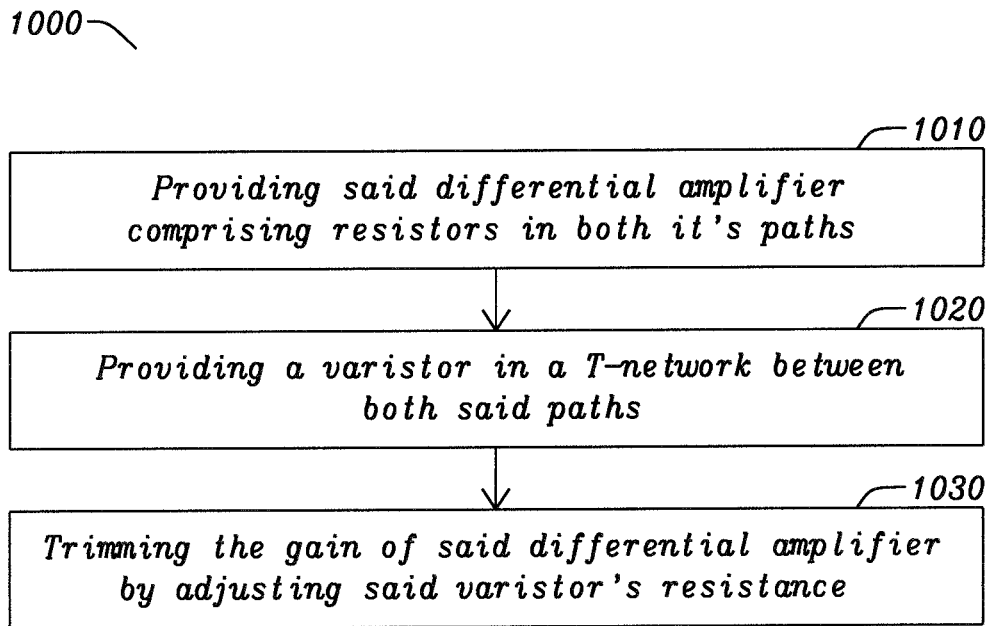 1000
1010
Providing said differential amplifier
comprising resistors in both it's paths
1020
Providing a varistor in a T-network between
both said paths
1030
Trimming the gain of said differential amplifier
by adjusting said varistor's resistance